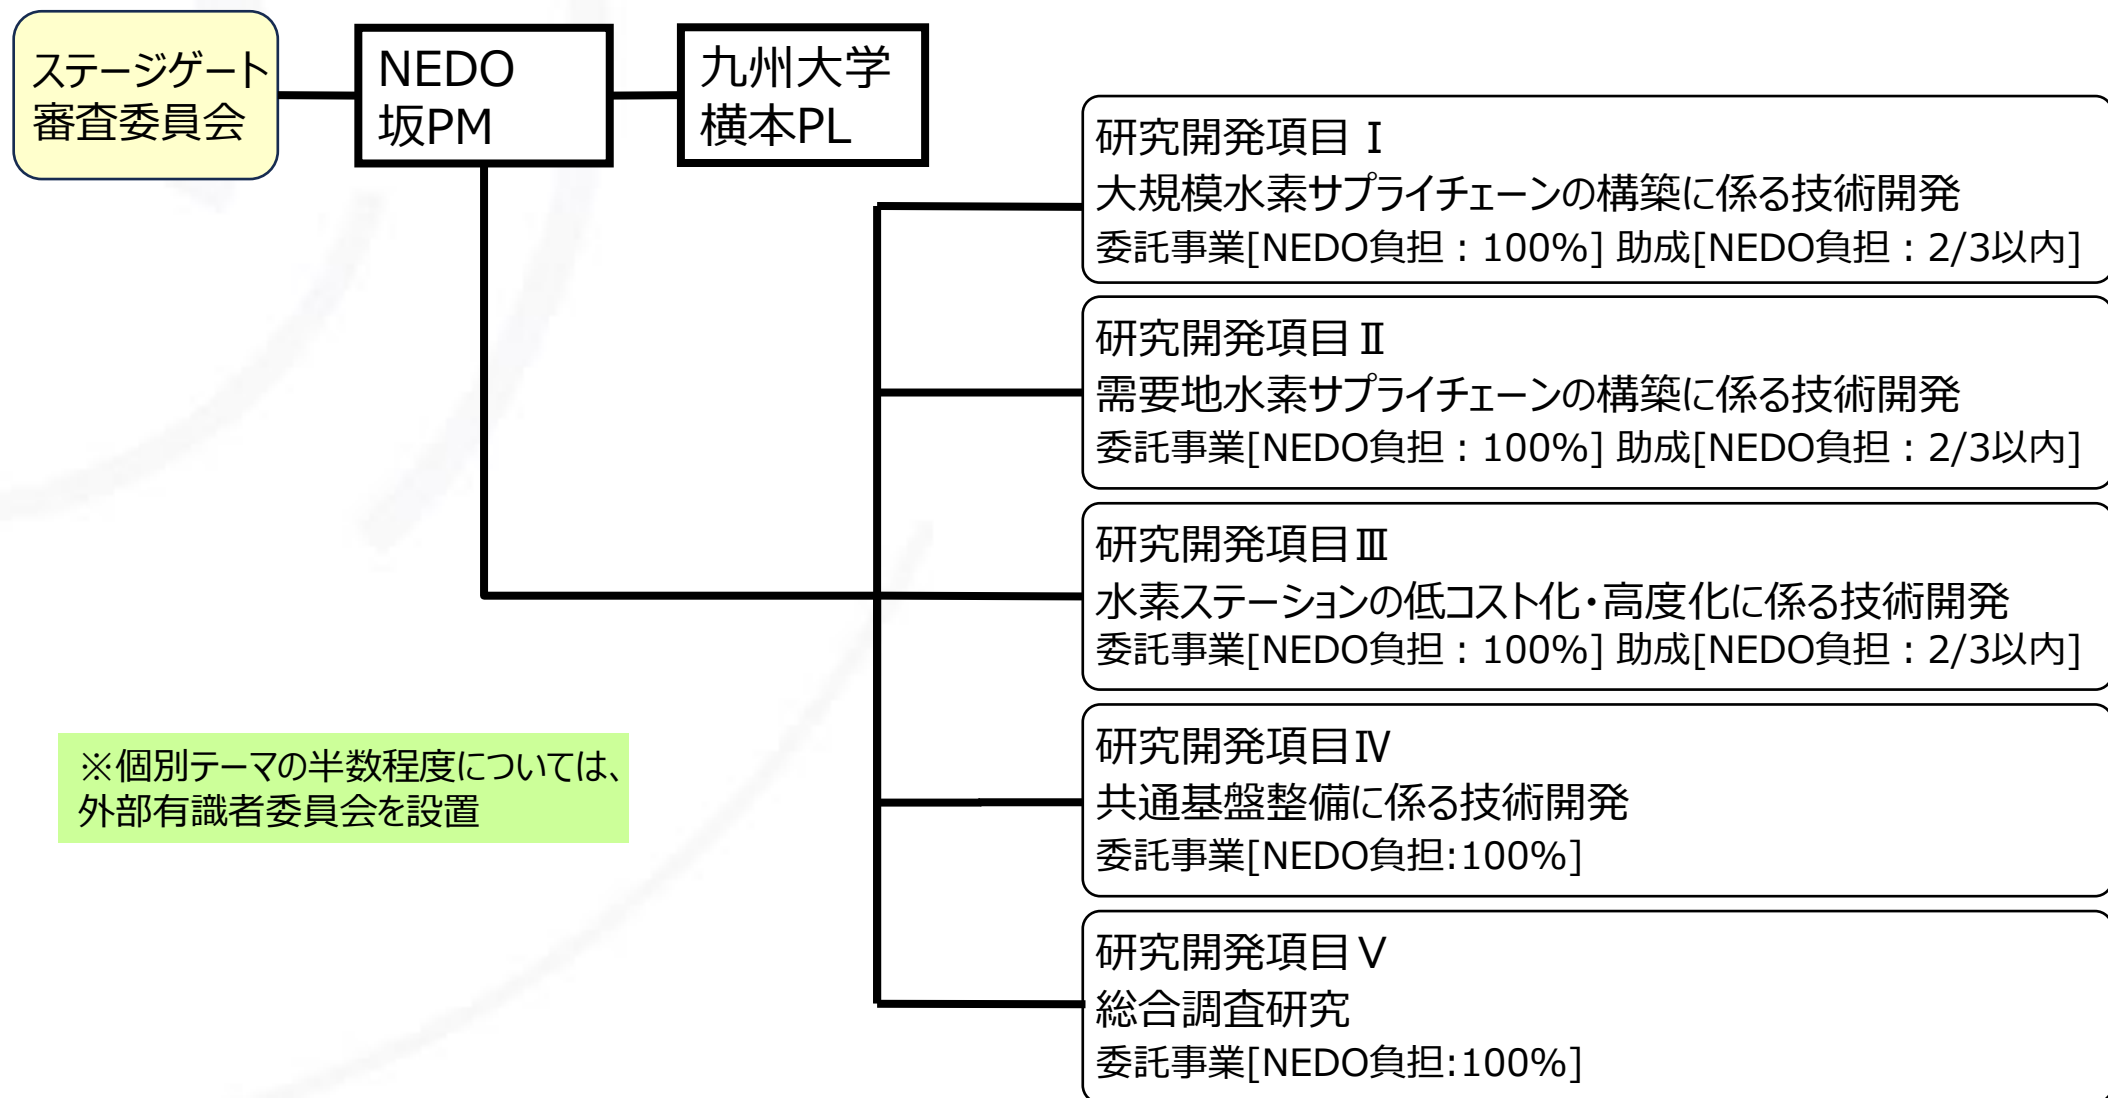 ステージゲート
審査委員会
NEDO
坂PM
九州大学
横本PL
研究開発項目 Ⅰ
大規模水素サプライチェーンの構築に係る技術開発
委託事業[NEDO負担：100%] 助成[NEDO負担：2/3以内]
研究開発項目 Ⅱ
需要地水素サプライチェーンの構築に係る技術開発
委託事業[NEDO負担：100%] 助成[NEDO負担：2/3以内]
研究開発項目Ⅲ
水素ステーションの低コスト化・高度化に係る技術開発
委託事業[NEDO負担：100%] 助成[NEDO負担：2/3以内]
研究開発項目Ⅳ
共通基盤整備に係る技術開発
委託事業[NEDO負担:100%]
研究開発項目Ⅴ
総合調査研究
委託事業[NEDO負担:100%]
※個別テーマの半数程度については、
外部有識者委員会を設置